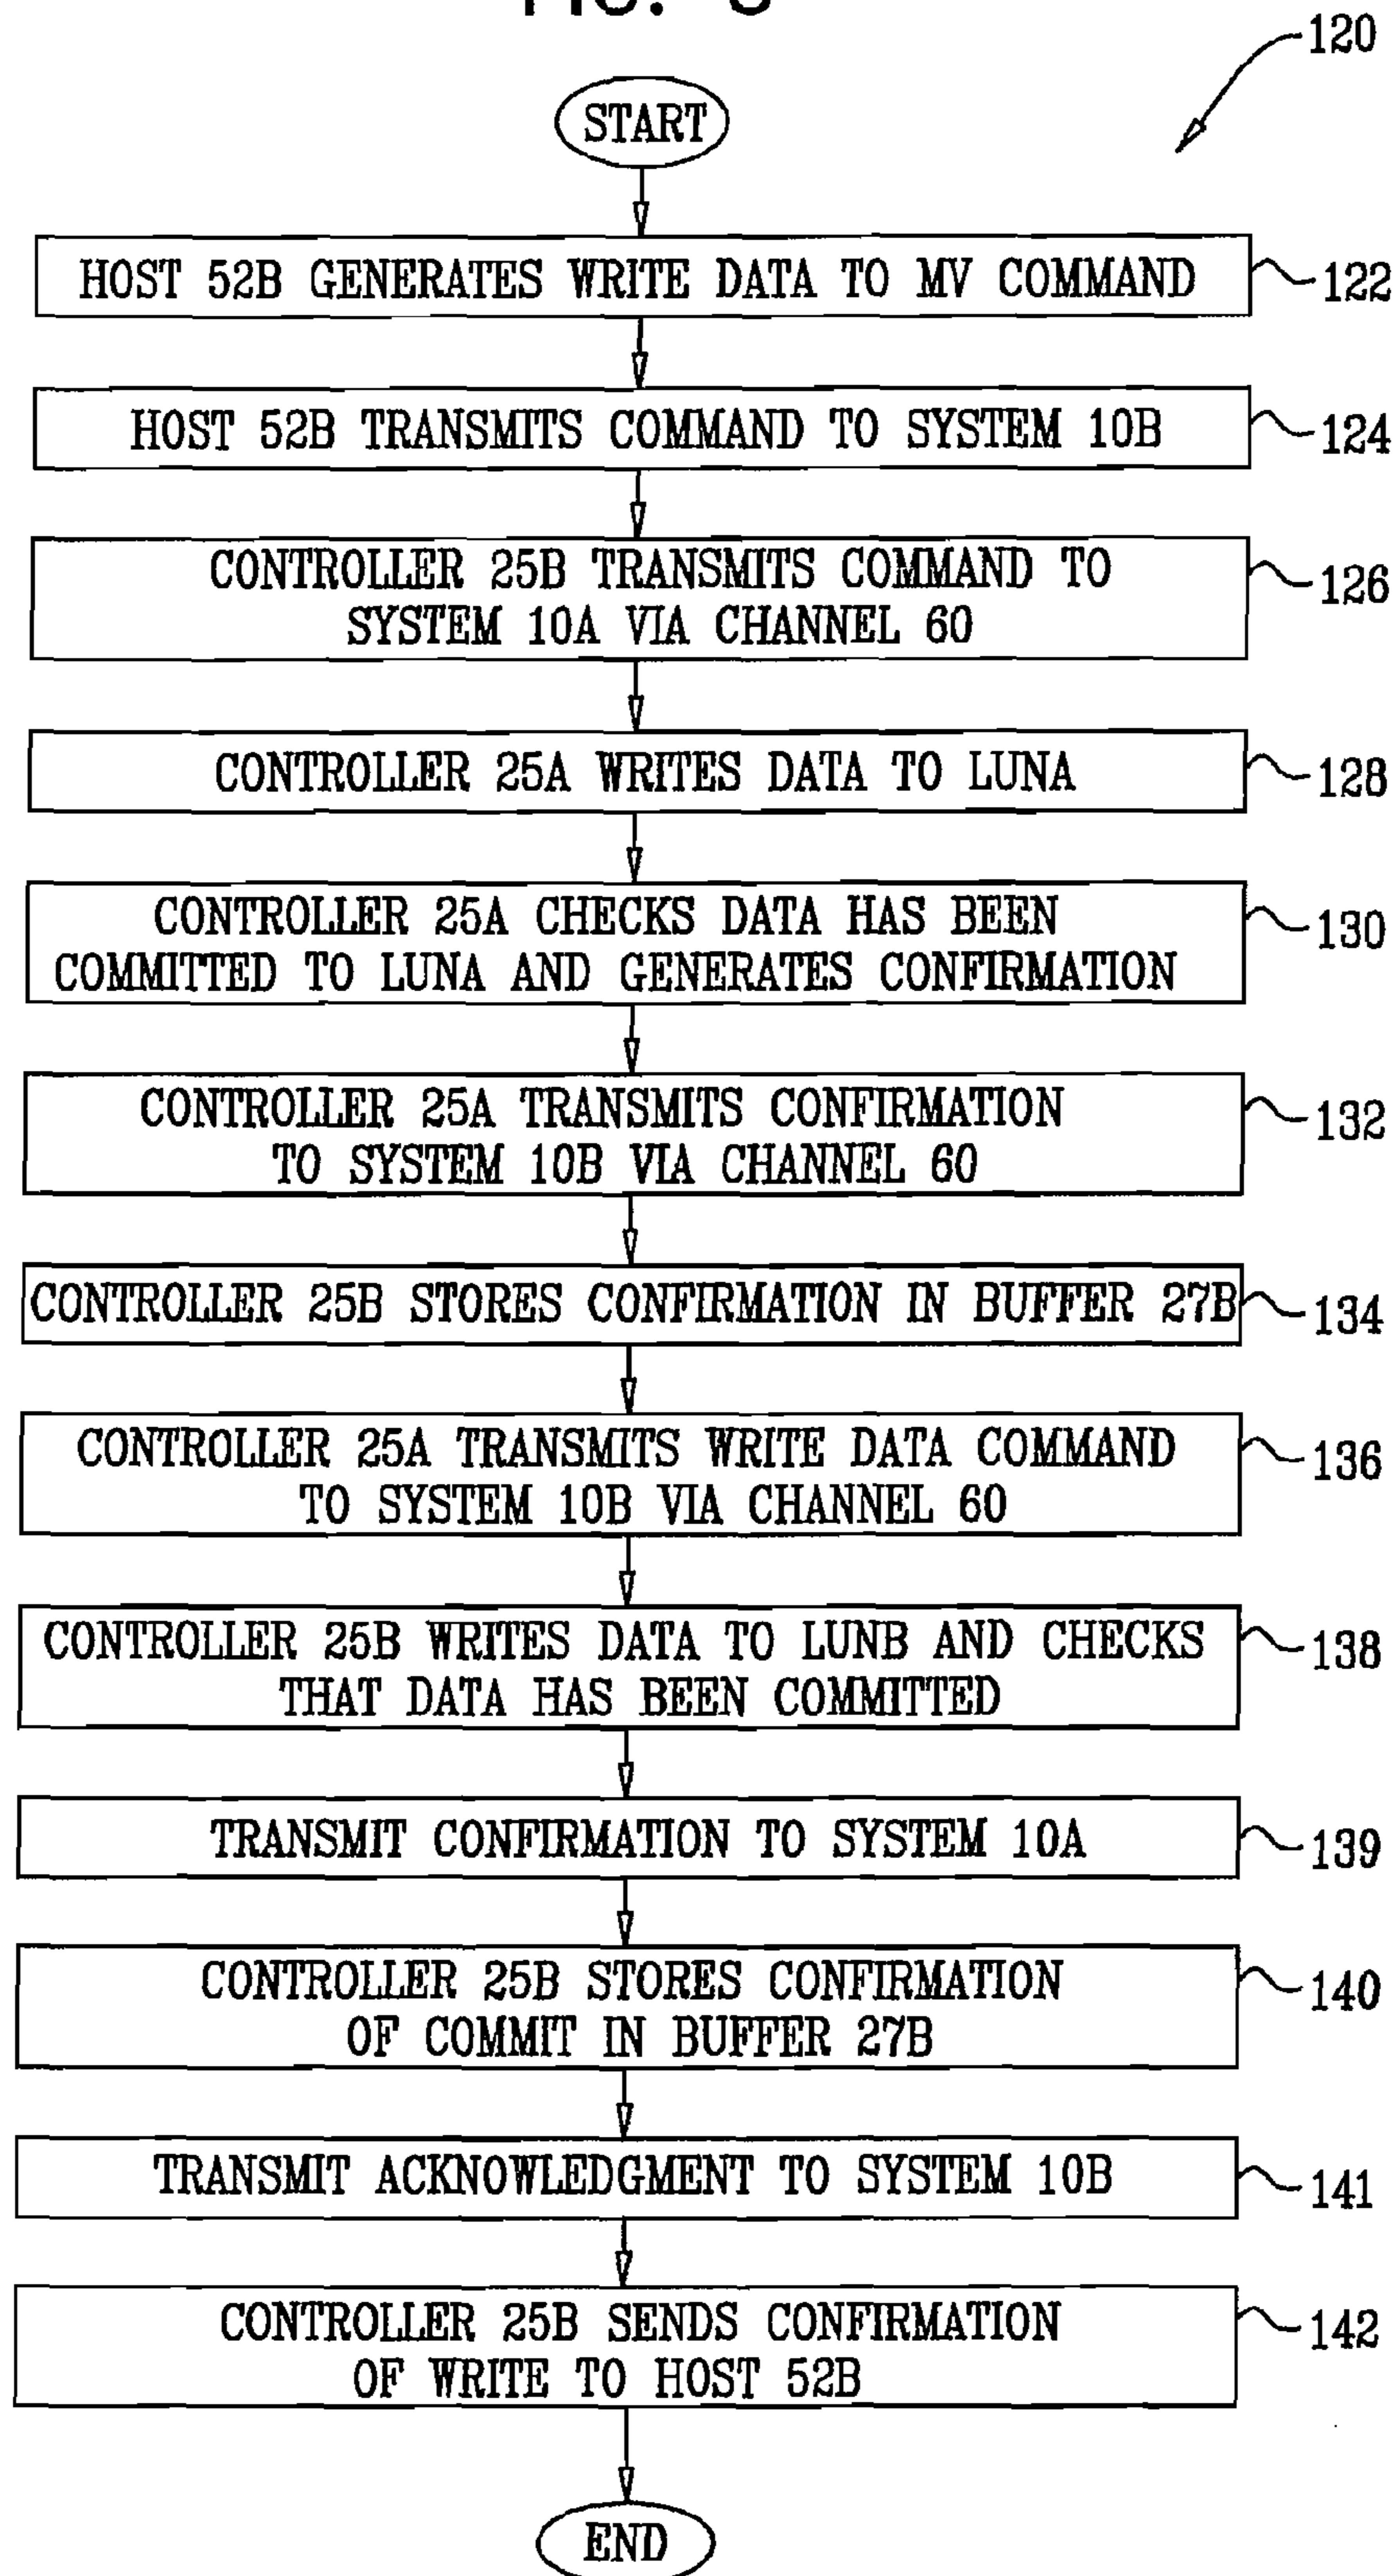 120
START
HOST 52B GENERATES WRITE DATA TO MV COMMAND
122
HOST 52B TRANSMITS COMMAND TO SYSTEM 10B
124
CONTROLLER 25B TRANSMITS COMMAND TO
SYSTEM 10A VIA CHANNEL 60
126
CONTROLLER 25A WRITES DATA TO LUNA
128
CONTROLLER 25A CHECKS DATA HAS BEEN
COMMITTED TO LUNA AND GENERATES CONFIRMATION
130
CONTROLLER 25A TRANSMITS CONFIRMATION
TO SYSTEM 10B VIA CHANNEL 60
132
CONTROLLER 25B STORES CONFIRMATION IN BUFFER 27B
134
CONTROLLER 25A TRANSMITS WRITE DATA COMMAND
TO SYSTEM 10B VIA CHANNEL 60
136
CONTROLLER 25B WRITES DATA TO LUNB AND CHECKS
THAT DATA HAS BEEN COMMITTED
138
TRANSMIT CONFIRMATION TO SYSTEM 10A
139
CONTROLLER 25B STORES CONFIRMATION
OF COMMIT IN BUFFER 27B
140
TRANSMIT ACKNOWLEDGMENT TO SYSTEM 10B
141
CONTROLLER 25B SENDS CONFIRMATION
OF WRITE TO HOST 52B
142
END